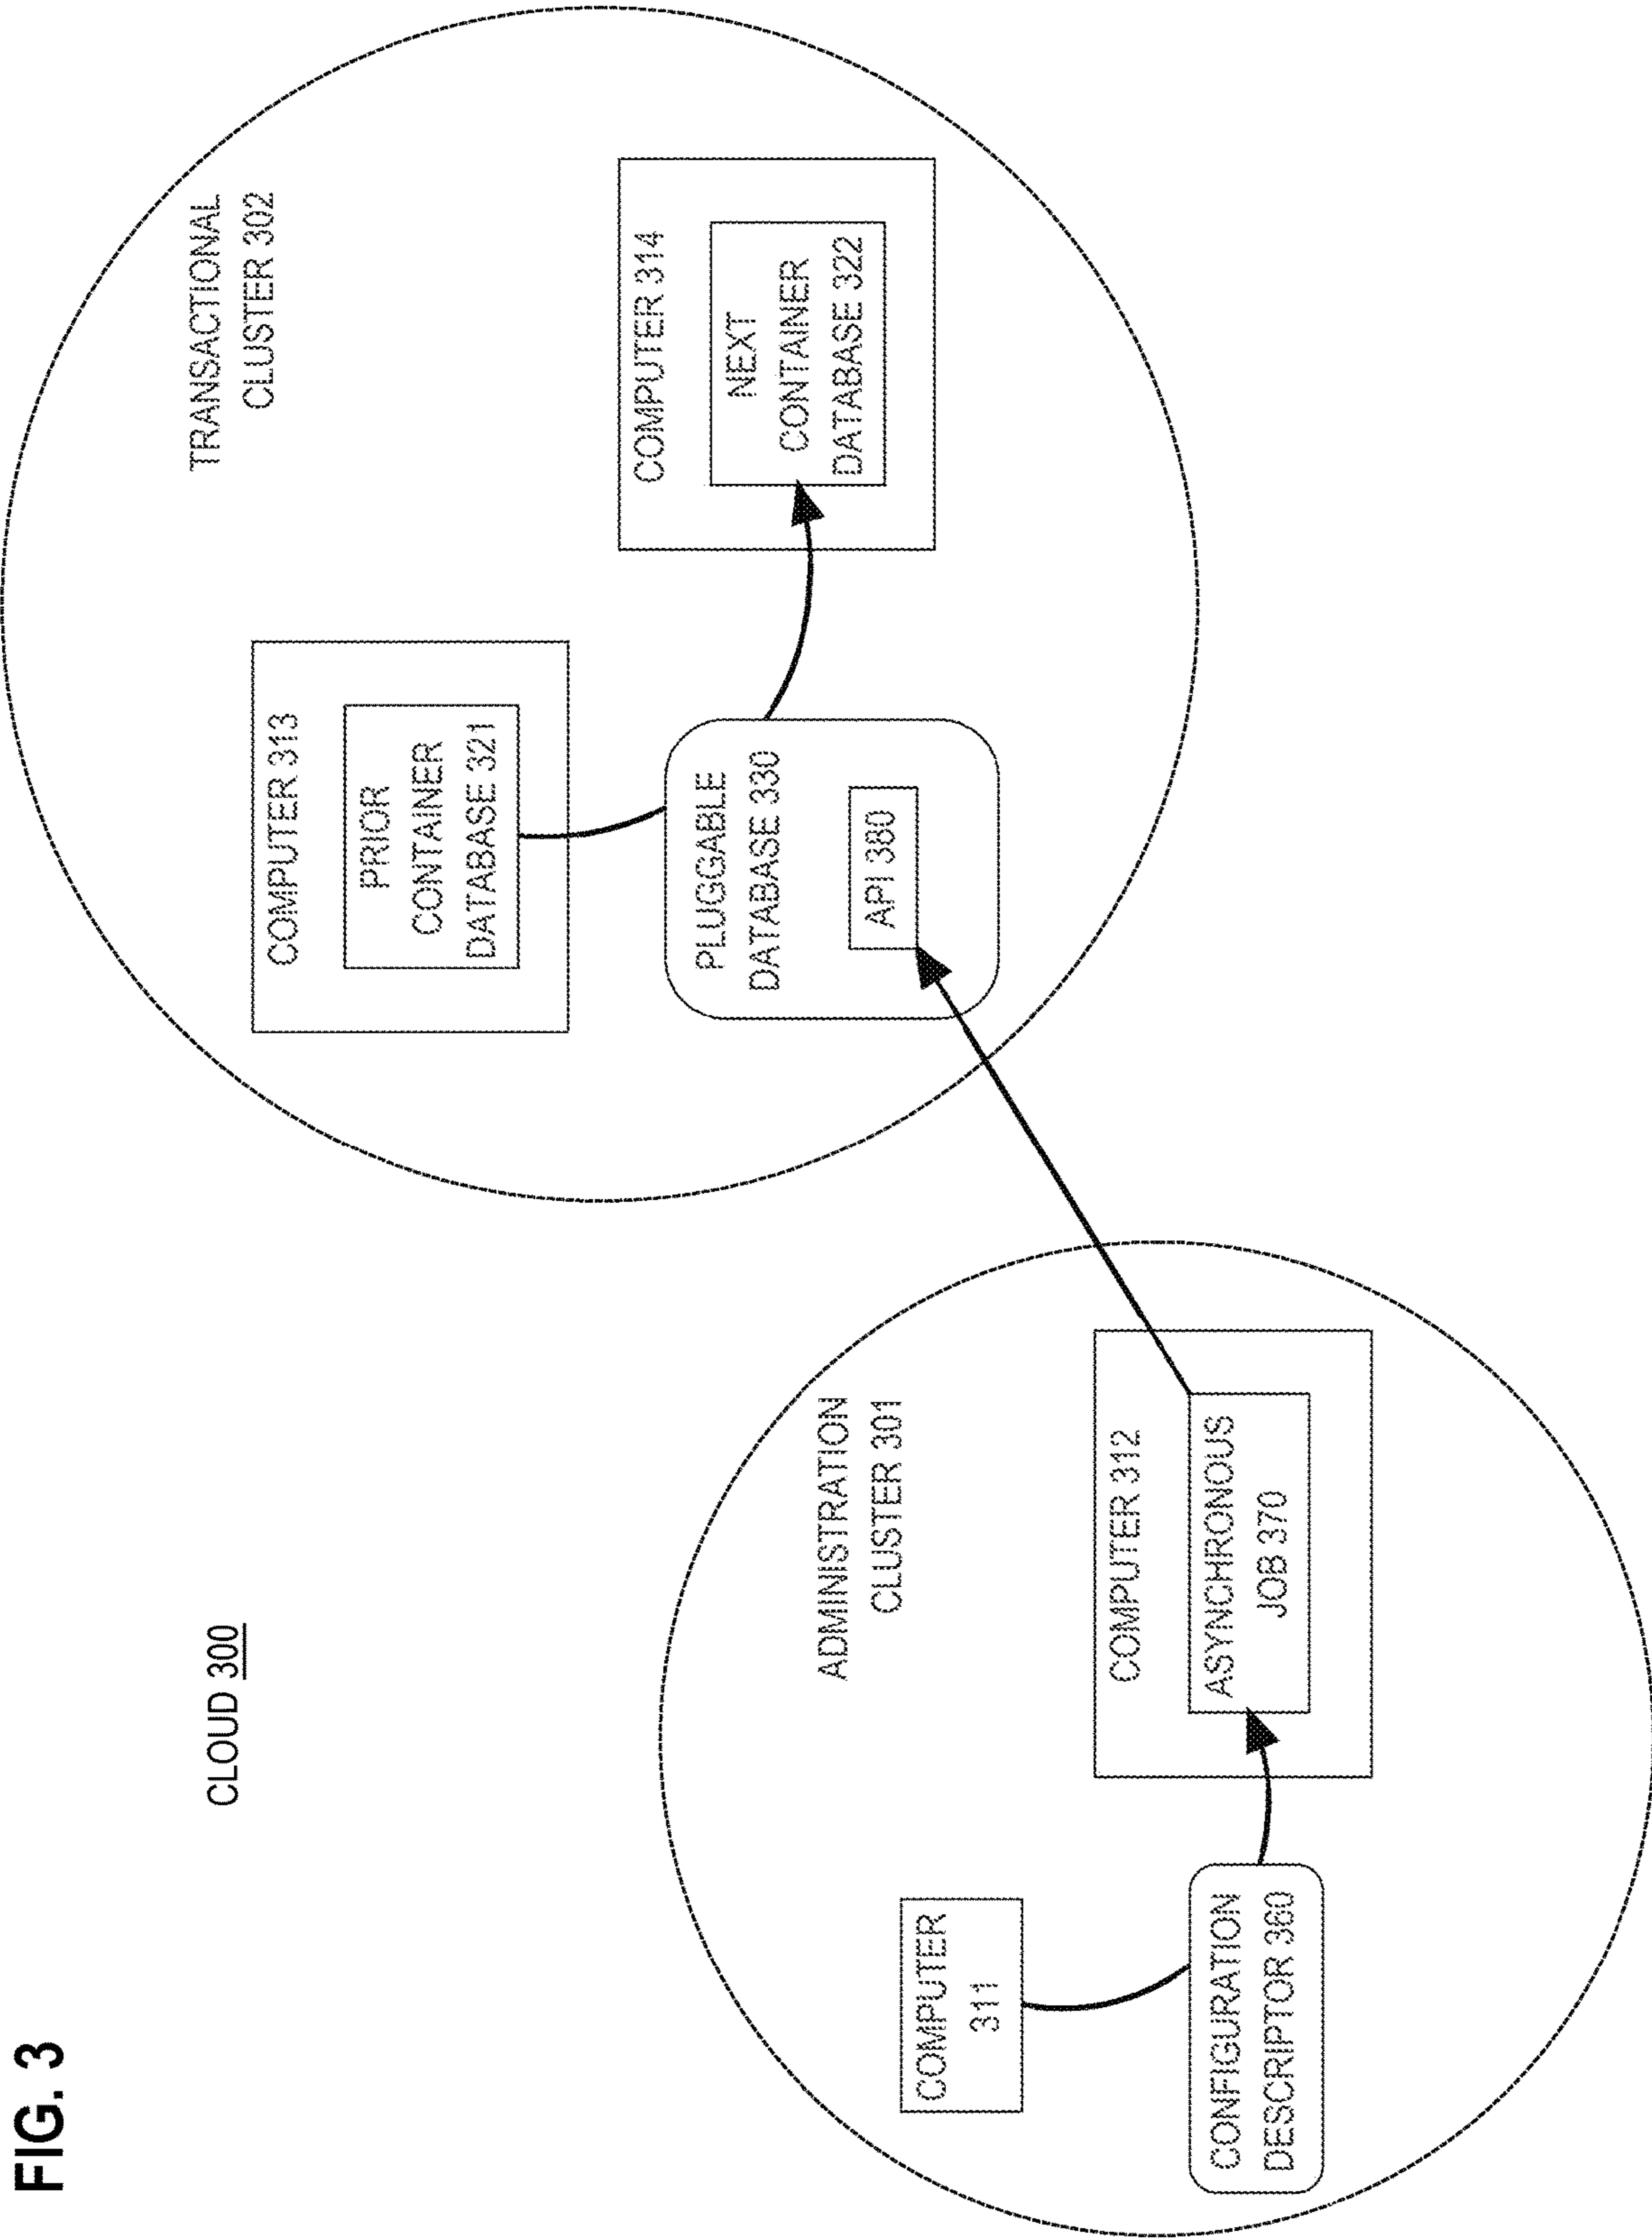 FIG. 3
CLOUD 300
ADMINISTRATION
CLUSTER 301
COMPUTER
311
CONFIGURATION
DESCRIPTOR 360
COMPUTER 312
ASYNCHRONOUS
JOB 370
TRANSACTIONAL
CLUSTER 302
COMPUTER 313
PRIOR
CONTAINER
DATABASE 321
PLUGGABLE
DATABASE 330
API 380
COMPUTER 314
NEXT
CONTAINER
DATABASE 322